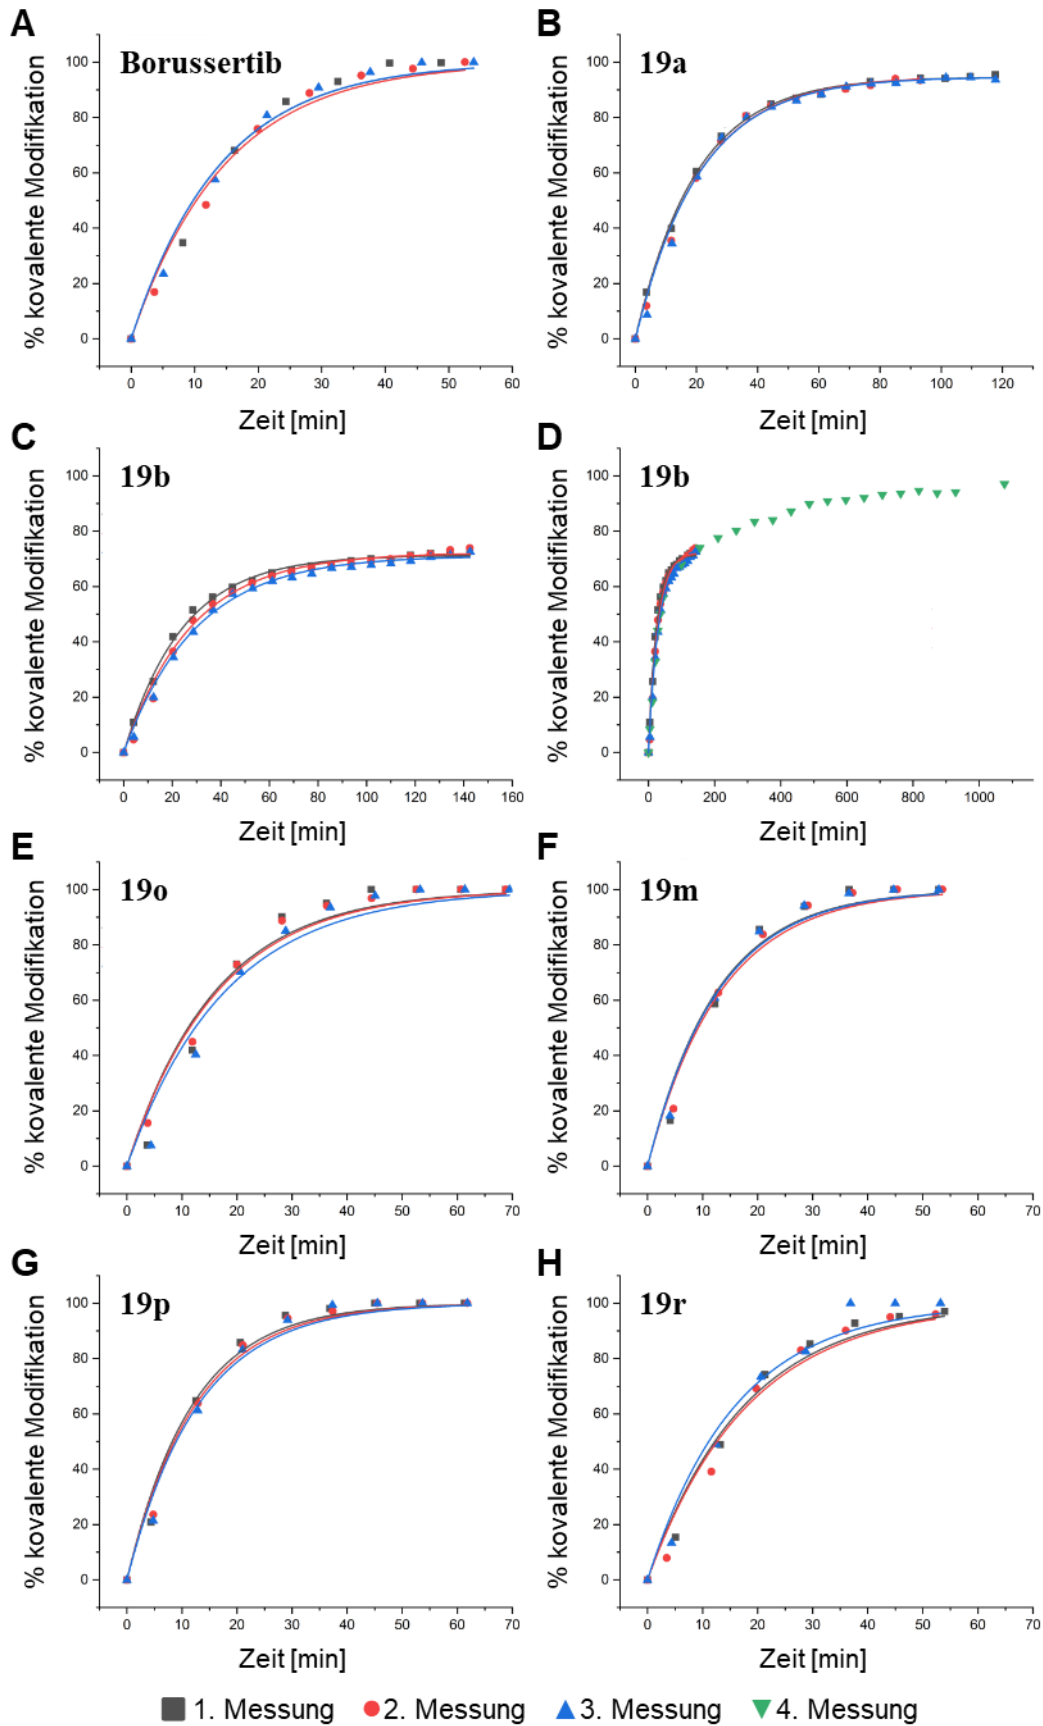 A
Borussertib
% kovalente Modifikation
100
80
60
40
20
0
0 10 20 30 40 50 60
Zeit [min]
B
19a
% kovalente Modifikation
100
80
60
40
20
0
0 20 40 60 80 100 120
Zeit [min]
C
19b
% kovalente Modifikation
100
80
60
40
20
0
0 20 40 60 80 100 120 140 160
Zeit [min]
D
19b
% kovalente Modifikation
100
80
60
40
20
0
0 200 400 600 800 1000
Zeit [min]
E
19o
% kovalente Modifikation
100
80
60
40
20
0
0 10 20 30 40 50 60 70
Zeit [min]
F
19m
% kovalente Modifikation
100
80
60
40
20
0
0 10 20 30 40 50 60 70
Zeit [min]
G
19p
% kovalente Modifikation
100
80
60
40
20
0
0 10 20 30 40 50 60 70
Zeit [min]
H
19r
% kovalente Modifikation
100
80
60
40
20
0
0 10 20 30 40 50 60 70
Zeit [min]
1. Messung 2. Messung 3. Messung 4. Messung